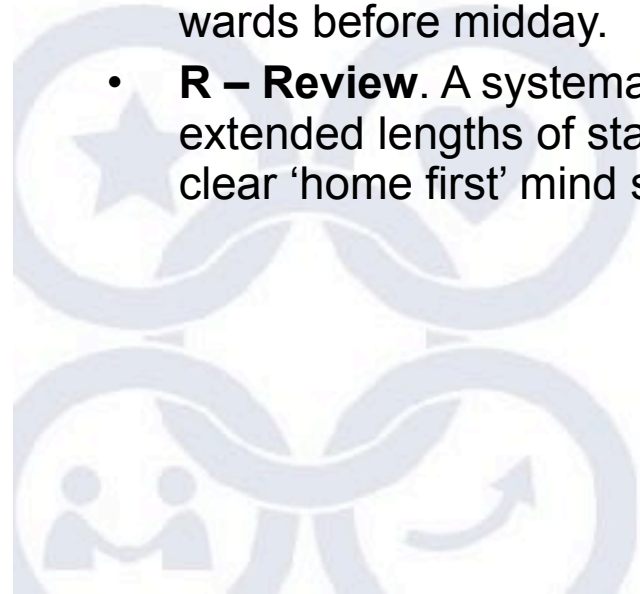 wards before midday.
• R – Review. A systema
extended lengths of sta
clear ‘home first’ mind s